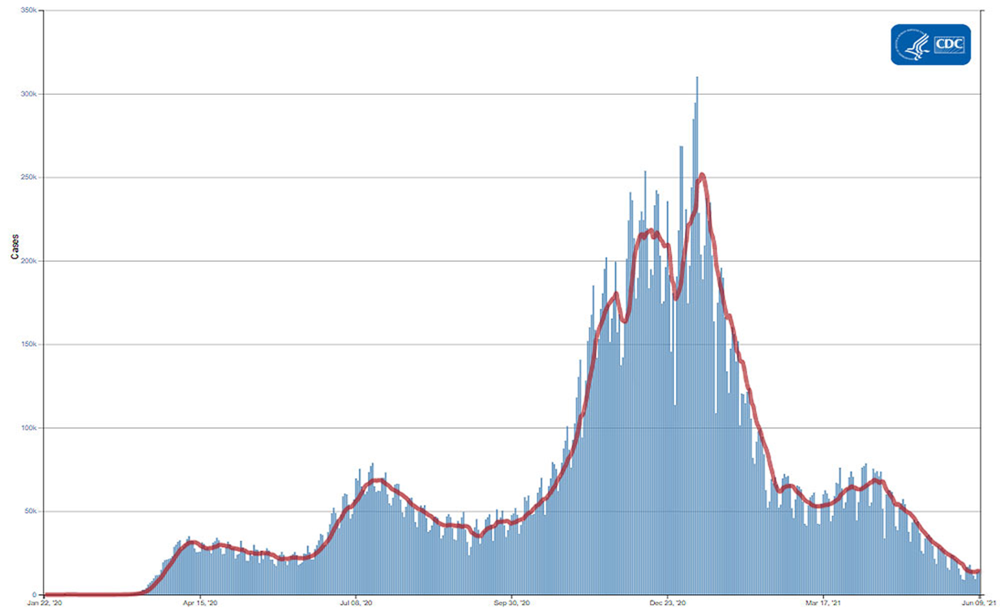 350k
CDC
300k
250k
Cases
200k
150k
100k
50k
0
Jan 22, '20
Apr 15, '20
Jul 08, '20
Sep 30, '20
Dec 23, '20
Mar 17, '21
Jun 09, '21